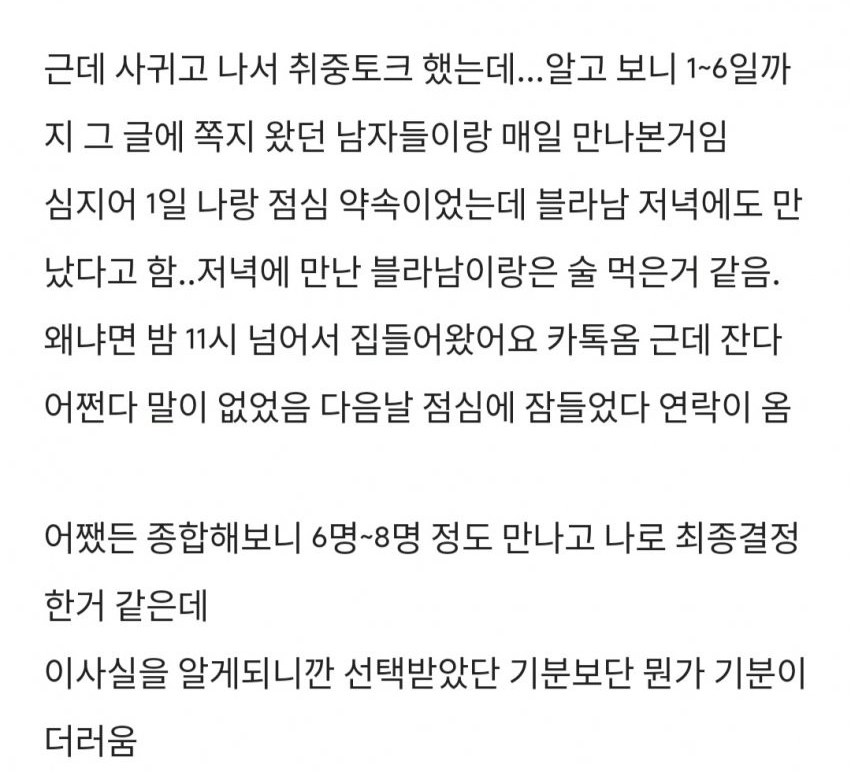 근데 사귀고 나서 취중토크 했는데...알고 보니 1~6일까
지 그 글에 쪽지 왔던 남자들이랑 매일 만나본거임
심지어 1일 나랑 점심 약속이었는데 블라남 저녁에도 만
났다고 함..저녁에 만난 블라남이랑은 술 먹은거 같음.
왜냐면 밤 11시 넘어서 집들어왔어요 카톡옴 근데 잔다
어쩐다 말이 없었음 다음날 점심에 잠들었다 연락이 옴
어쨌든 종합해보니 6명~8명 정도 만나고 나로 최종결정
한거 같은데
이사실을 알게되니깐 선택받았단 기분보단 뭔가 기분이
더러움